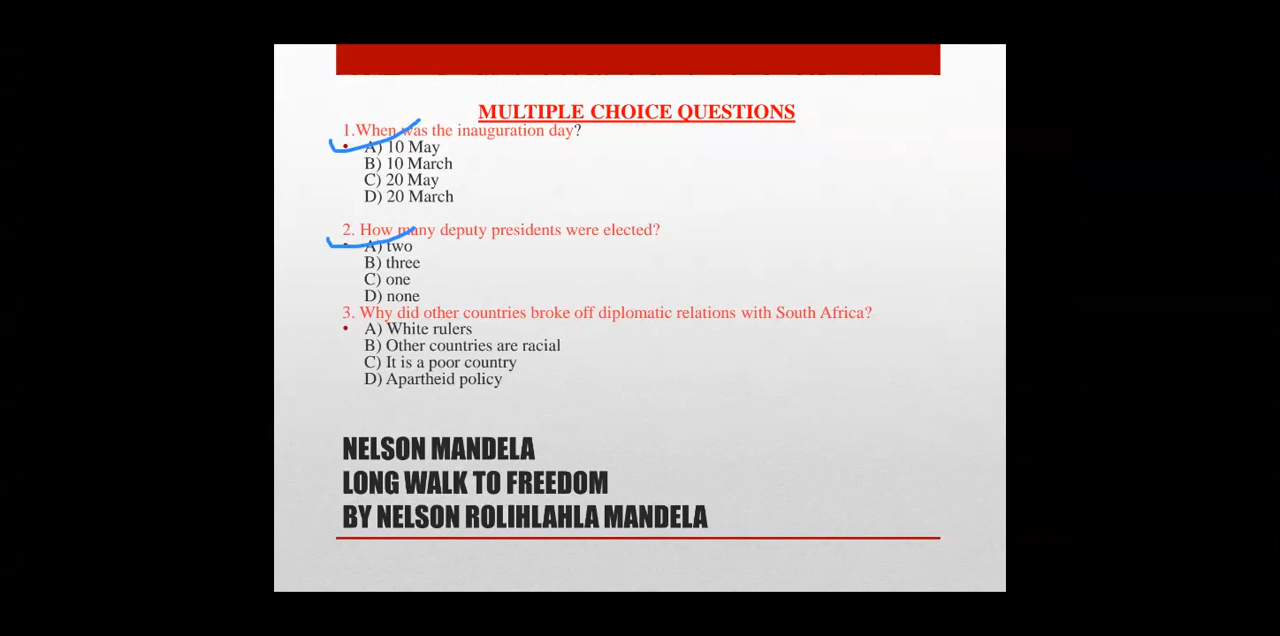 MULTIPLE CHOICE QUESTIONS
1.When was the inauguration day?
• A) 10 May
B) 10 March
C) 20 May
D) 20 March
2. How many deputy presidents were elected?
• A) two
B) three
C) one
D) none
3. Why did other countries broke off diplomatic relations with South Africa?
• A) White rulers
B) Other countries are racial
C) It is a poor country
D) Apartheid policy
NELSON MANDELA
LONG WALK TO FREEDOM
BY NELSON ROLIHLAHLA MANDELA